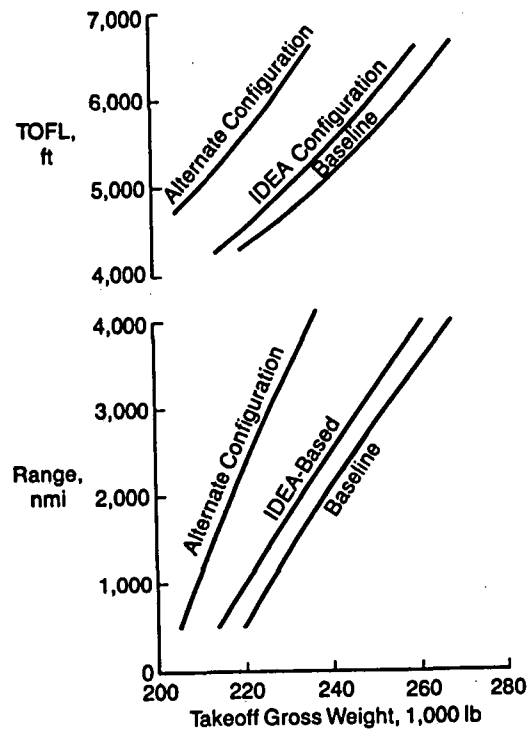 7,000
6,000
5,000
4,000
TOFL,
ft
Alternate Configuration
IDEA Configuration
Baseline
4,000
3,000
2,000
1,000
0
Range,
nmi
Alternate Configuration
IDEA-Based
Baseline
200
220
240
260
280
Takeoff Gross Weight, 1,000 lb